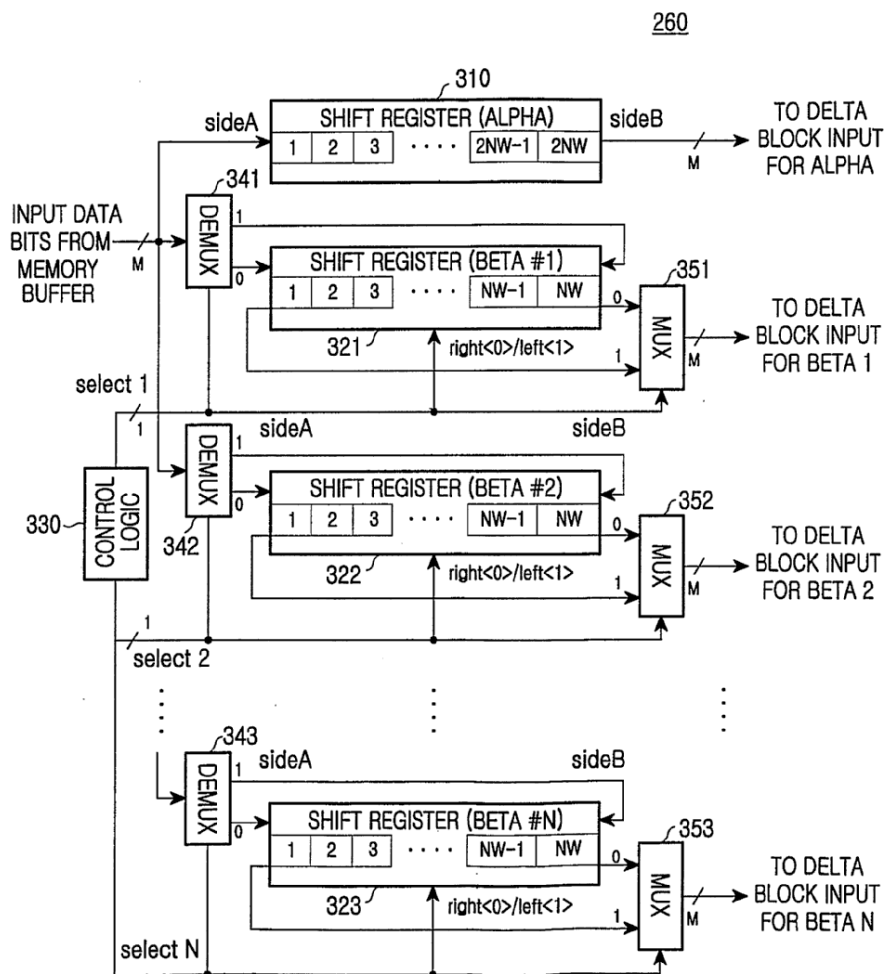 260
310
SHIFT REGISTER (ALPHA)
sideA
sideB
1 2 3 · · · · 2NW-1 2NW
M
TO DELTA
BLOCK INPUT
FOR ALPHA
INPUT DATA
BITS FROM
MEMORY
BUFFER
M
341
DEMUX
1
0
SHIFT REGISTER (BETA #1)
1 2 3 · · · · NW-1 NW
321
right<0>/left<1>
0
1
351
MUX
M
TO DELTA
BLOCK INPUT
FOR BETA 1
select 1
1
sideA
sideB
330
CONTROL
LOGIC
342
DEMUX
1
0
SHIFT REGISTER (BETA #2)
1 2 3 · · · · NW-1 NW
322
right<0>/left<1>
0
1
352
MUX
M
TO DELTA
BLOCK INPUT
FOR BETA 2
1
select 2
343
DEMUX
1
0
sideA
sideB
SHIFT REGISTER (BETA #N)
1 2 3 · · · · NW-1 NW
323
right<0>/left<1>
0
1
353
MUX
M
TO DELTA
BLOCK INPUT
FOR BETA N
select N